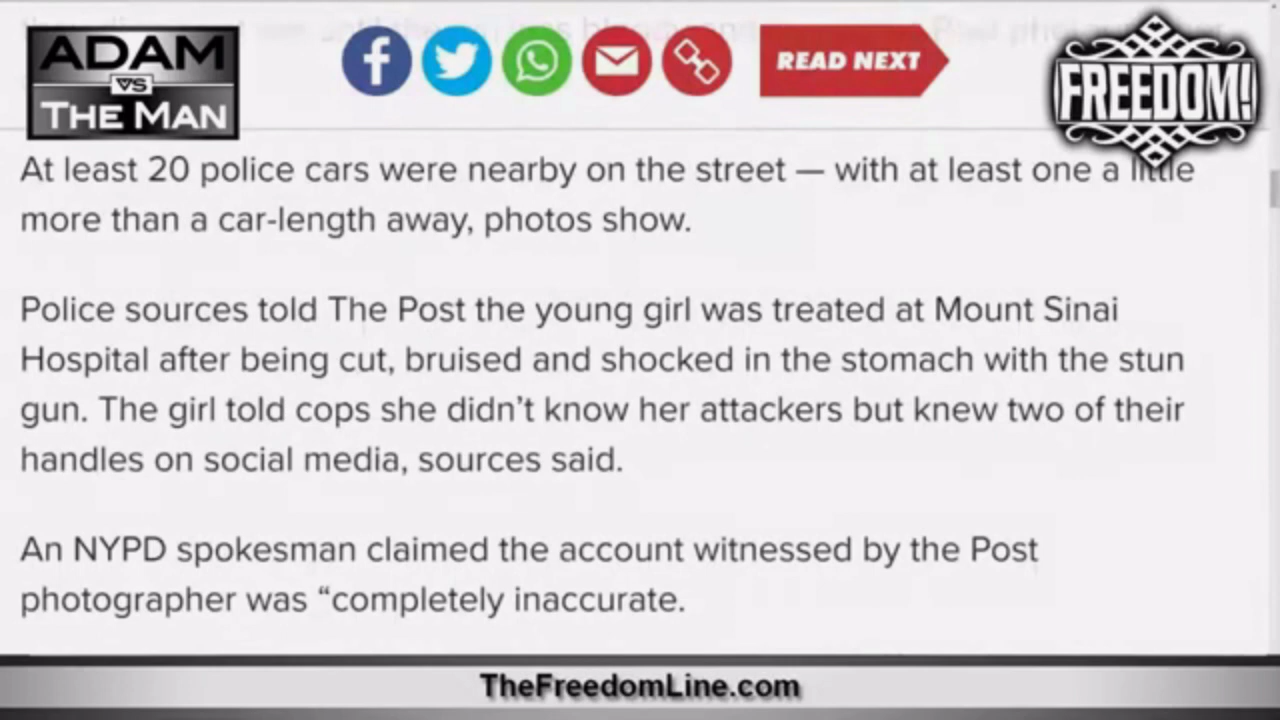 ADAM
VS
THE MAN
READ NEXT
FREEDOM!
At least 20 police cars were nearby on the street — with at least one a little
more than a car-length away, photos show.
Police sources told The Post the young girl was treated at Mount Sinai
Hospital after being cut, bruised and shocked in the stomach with the stun
gun. The girl told cops she didn’t know her attackers but knew two of their
handles on social media, sources said.
An NYPD spokesman claimed the account witnessed by the Post
photographer was “completely inaccurate.
TheFreedomLine.com